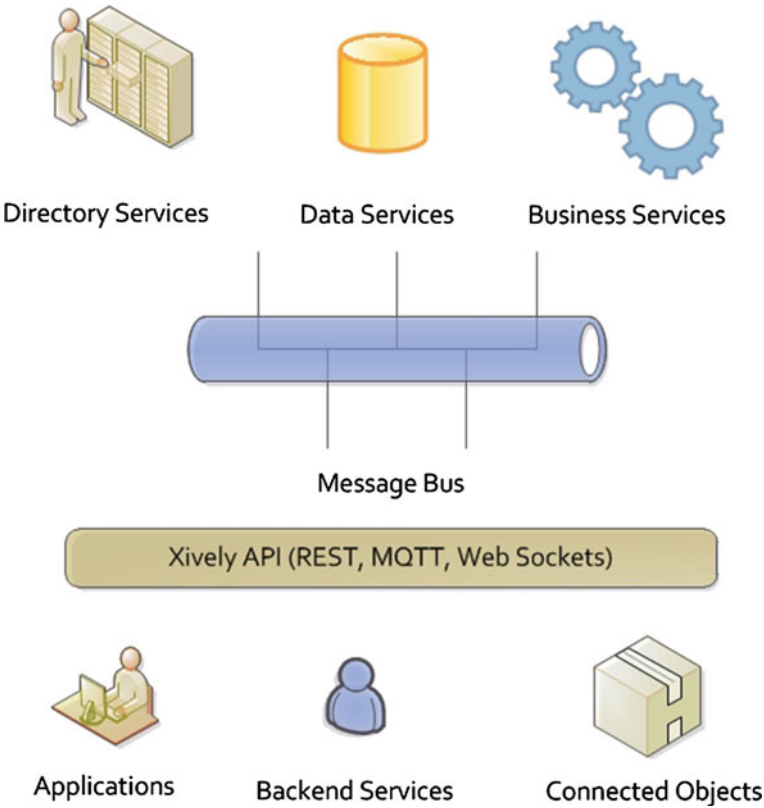 Directory Services
Data Services
Business Services
Message Bus
Xively API (REST, MQTT, Web Sockets)
Applications
Backend Services
Connected Objects